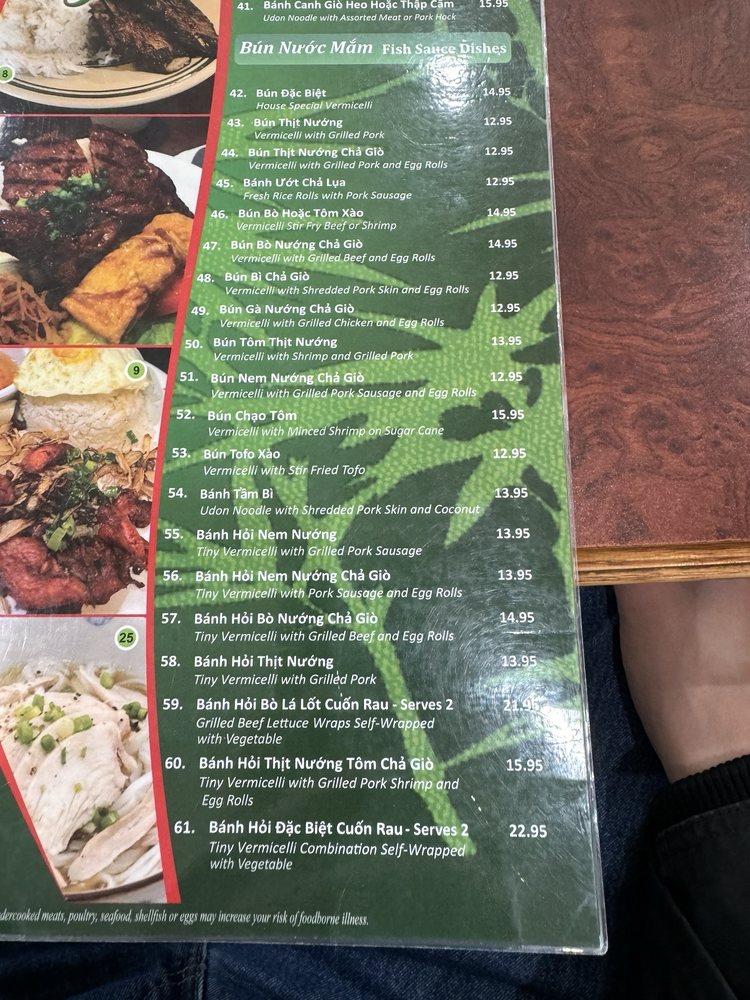 41. Bánh Canh Giò Heo Hoặc Thập Cẩm 15.95
Udon Noodle with Assorted Meat or Pork Hock
Bún Nước Mắm Fish Sauce Dishes
42. Bún Đặc Biệt 14.95
House Special Vermicelli
43. Bún Thịt Nướng 12.95
Vermicelli with Grilled Pork
44. Bún Thịt Nướng Chả Giò 12.95
Vermicelli with Grilled Pork and Egg Rolls
45. Bánh Ướt Chả Lụa 12.95
Fresh Rice Rolls with Pork Sausage
46. Bún Bò Hoặc Tôm Xào 14.95
Vermicelli Stir Fry Beef or Shrimp
47. Bún Bò Nướng Chả Giò 14.95
Vermicelli with Grilled Beef and Egg Rolls
48. Bún Bì Chả Giò 12.95
Vermicelli with Shredded Pork Skin and Egg Rolls
49. Bún Gà Nướng Chả Giò 12.95
Vermicelli with Grilled Chicken and Egg Rolls
50. Bún Tôm Thịt Nướng 13.95
Vermicelli with Shrimp and Grilled Pork
51. Bún Nem Nướng Chả Giò 12.95
Vermicelli with Grilled Pork Sausage and Egg Rolls
52. Bún Chạo Tôm 15.95
Vermicelli with Minced Shrimp on Sugar Cane
53. Bún Tofo Xào 12.95
Vermicelli with Stir Fried Tofo
54. Bánh Tầm Bì 13.95
Udon Noodle with Shredded Pork Skin and Coconut
55. Bánh Hỏi Nem Nướng 13.95
Tiny Vermicelli with Grilled Pork Sausage
56. Bánh Hỏi Nem Nướng Chả Giò 13.95
Tiny Vermicelli with Pork Sausage and Egg Rolls
57. Bánh Hỏi Bò Nướng Chả Giò 14.95
Tiny Vermicelli with Grilled Beef and Egg Rolls
58. Bánh Hỏi Thịt Nướng 13.95
Tiny Vermicelli with Grilled Pork
59. Bánh Hỏi Bò Lá Lốt Cuốn Rau - Serves 2 21.95
Grilled Beef Lettuce Wraps Self-Wrapped
with Vegetable
60. Bánh Hỏi Thịt Nướng Tôm Chả Giò 15.95
Tiny Vermicelli with Grilled Pork Shrimp and
Egg Rolls
61. Bánh Hỏi Đặc Biệt Cuốn Rau - Serves 2 22.95
Tiny Vermicelli Combination Self-Wrapped
with Vegetable
8
9
25
dercooked meats, poultry, seafood, shellfish or eggs may increase your risk of foodborne illness.